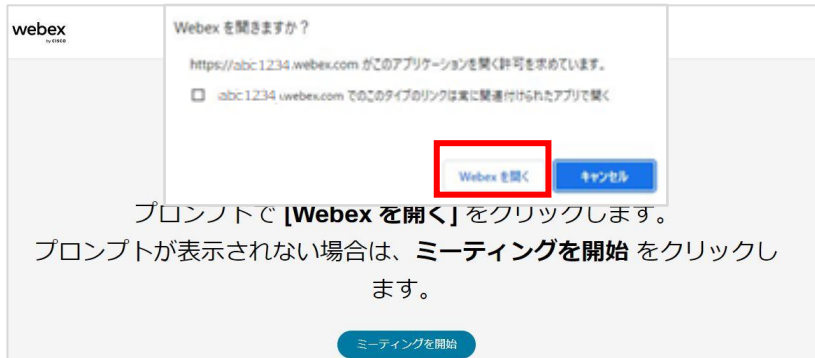 webex
by CISCO
Webex を開きますか？
https://abc1234.webex.com がこのアプリケーションを開く許可を求めています。
abc1234.webex.com でのこのタイプのリンクは常に関連付けられたアプリで開く
Webex を開く
キャンセル
プロンプトで [Webex を開く] をクリックします。
プロンプトが表示されない場合は、ミーティングを開始 をクリックし
ます。
ミーティングを開始